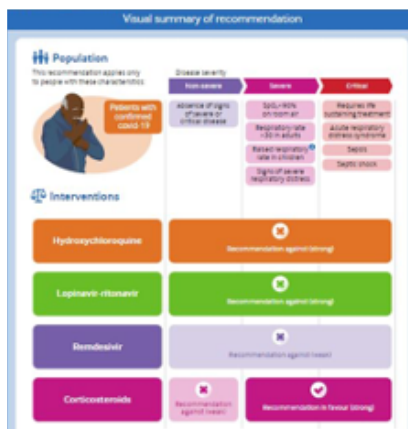 Visual summary of recommendation
Population
This recommendation applies only
to people with these characteristics:
Patients with
confirmed
covid-19
Disease severity
Non-severe
Severe
Critical
Absence of signs
of severe or
critical disease
SpO₂<90%
on room air
Respiratory rate
>30 in adults
Raised respiratory
rate in children
Signs of severe
respiratory distress
Requires life
sustaining treatment
Acute respiratory
distress syndrome
Sepsis
Septic shock
Interventions
Hydroxychloroquine
Recommendation against (strong)
Lopinavir-ritonavir
Recommendation against (strong)
Remdesivir
Recommendation against (weak)
Corticosteroids
Recommendation
against (weak)
Recommendation in favour (strong)